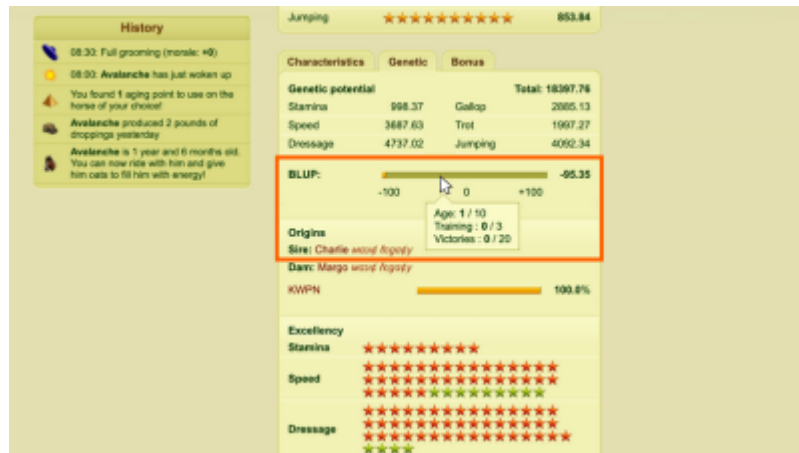 Jumping 853.84
History
08:30: Full grooming (morale: +0)
08:00: Avalanche has just woken up
You found 1 aging point to use on the
horse of your choice!
Avalanche produced 2 pounds of
droppings yesterday
Avalanche is 1 year and 6 months old.
You can now ride with him and give
him oats to fill him with energy!
Characteristics Genetic Bonus
Genetic potential Total: 18397.76
Stamina 998.37 Gallop 2885.13
Speed 3687.63 Trot 1997.27
Dressage 4737.02 Jumping 4092.34
BLUP: -95.35
-100 0 +100
Age: 1 / 10
Training : 0 / 3
Victories : 0 / 20
Origins
Sire: Charlie
Dam: Margo
KWPN 100.0%
Excellency
Stamina
Speed
Dressage